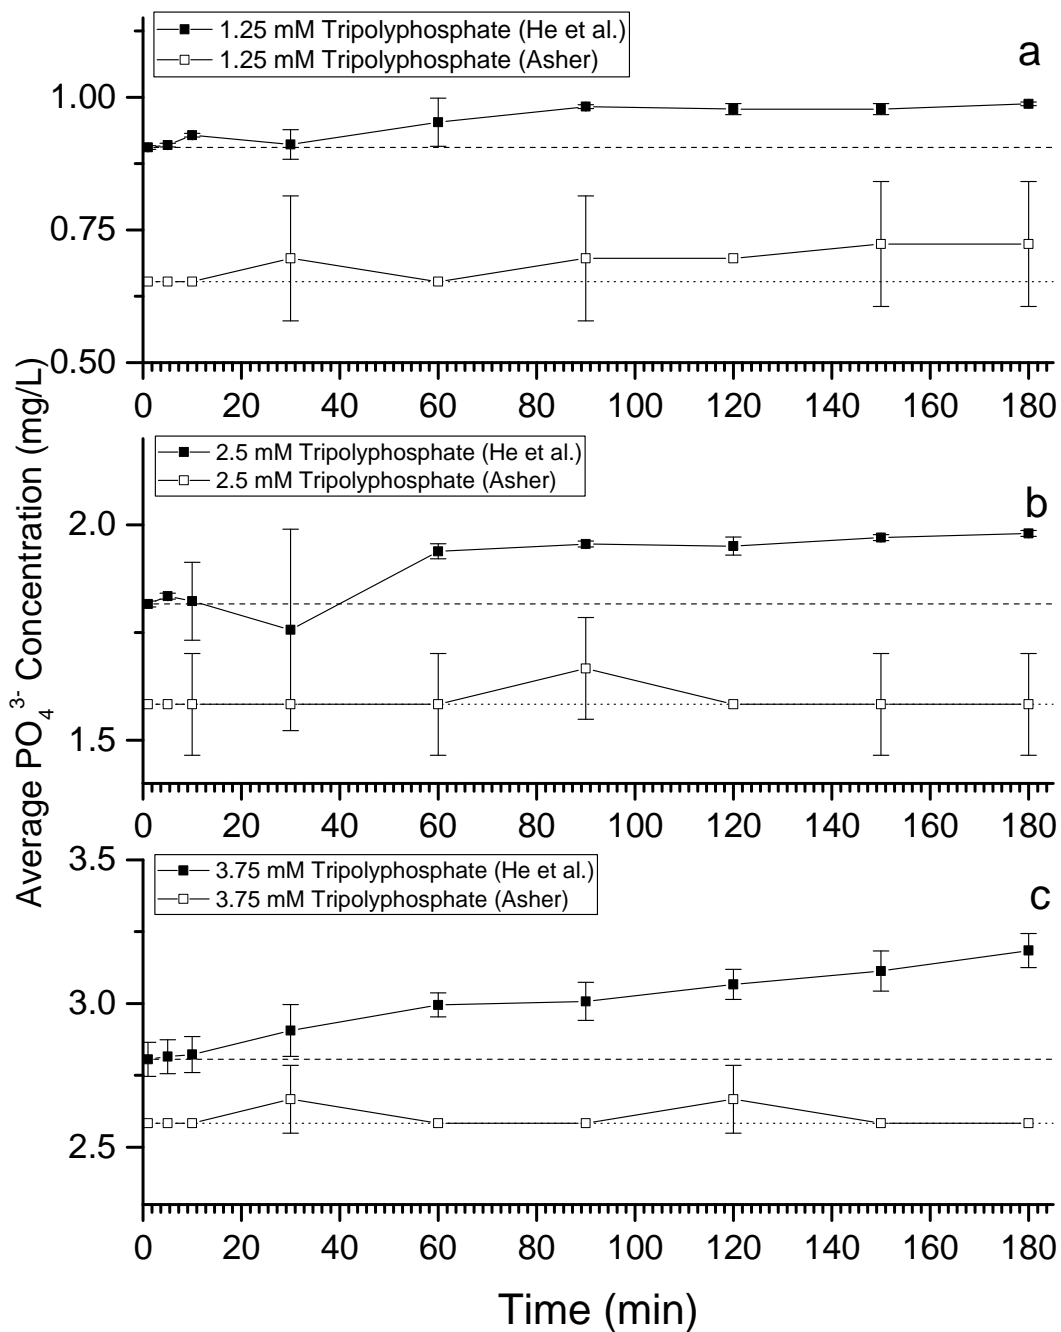 1.25 mM Tripolyphosphate (He et al.)
1.25 mM Tripolyphosphate (Asher)
a
1.00
0.75
0.50
0 20 40 60 80 100 120 140 160 180
2.5 mM Tripolyphosphate (He et al.)
2.5 mM Tripolyphosphate (Asher)
b
2.0
1.5
0 20 40 60 80 100 120 140 160 180
Average PO₄³⁻ Concentration (mg/L)
3.75 mM Tripolyphosphate (He et al.)
3.75 mM Tripolyphosphate (Asher)
c
3.5
3.0
2.5
0 20 40 60 80 100 120 140 160 180
Time (min)